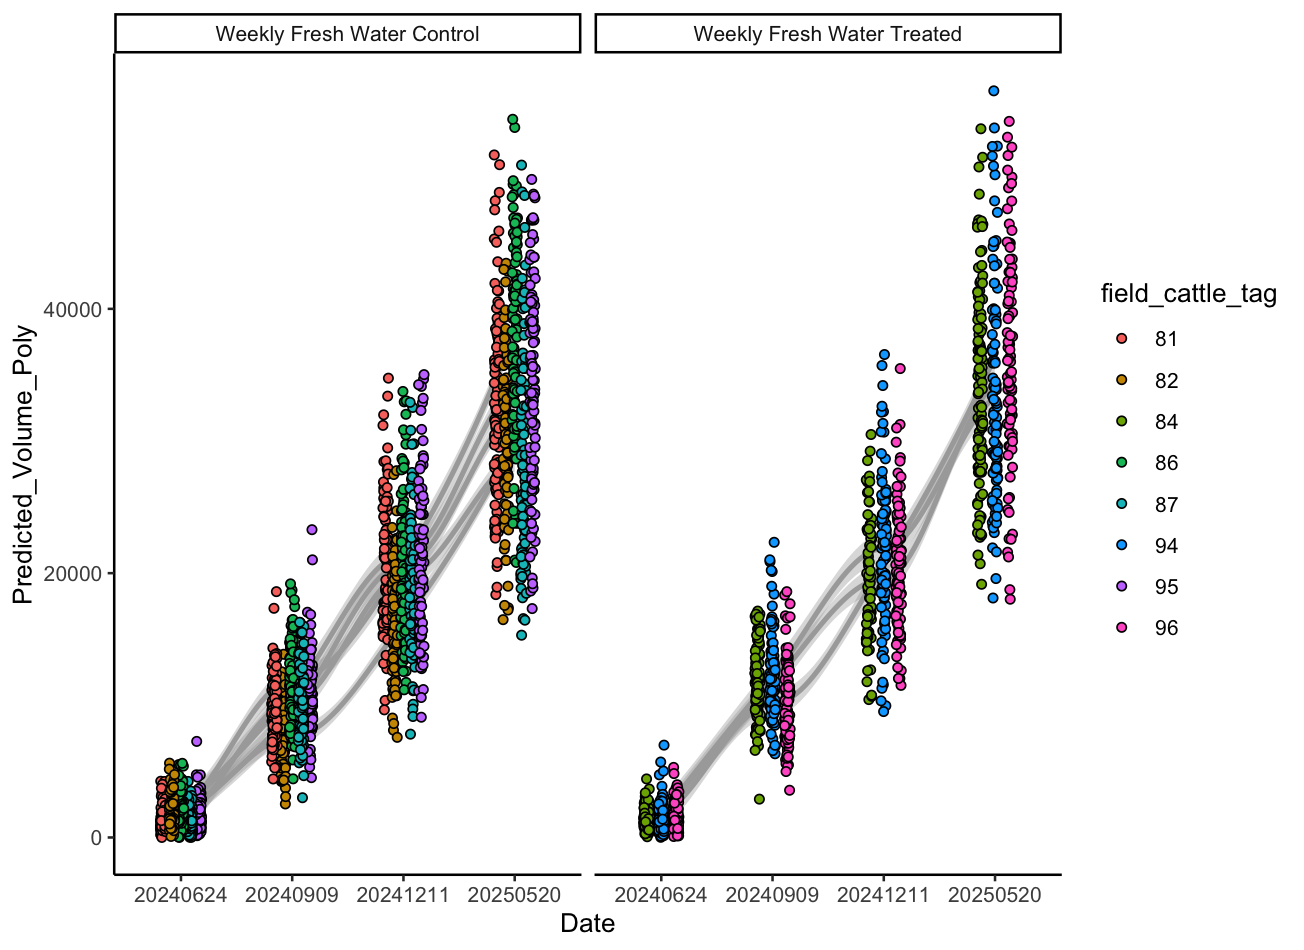 Weekly Fresh Water Control
Weekly Fresh Water Treated
Predicted_Volume_Poly
40000
20000
0
20240624 20240909 20241211 20250520
20240624 20240909 20241211 20250520
Date
field_cattle_tag
81
82
84
86
87
94
95
96